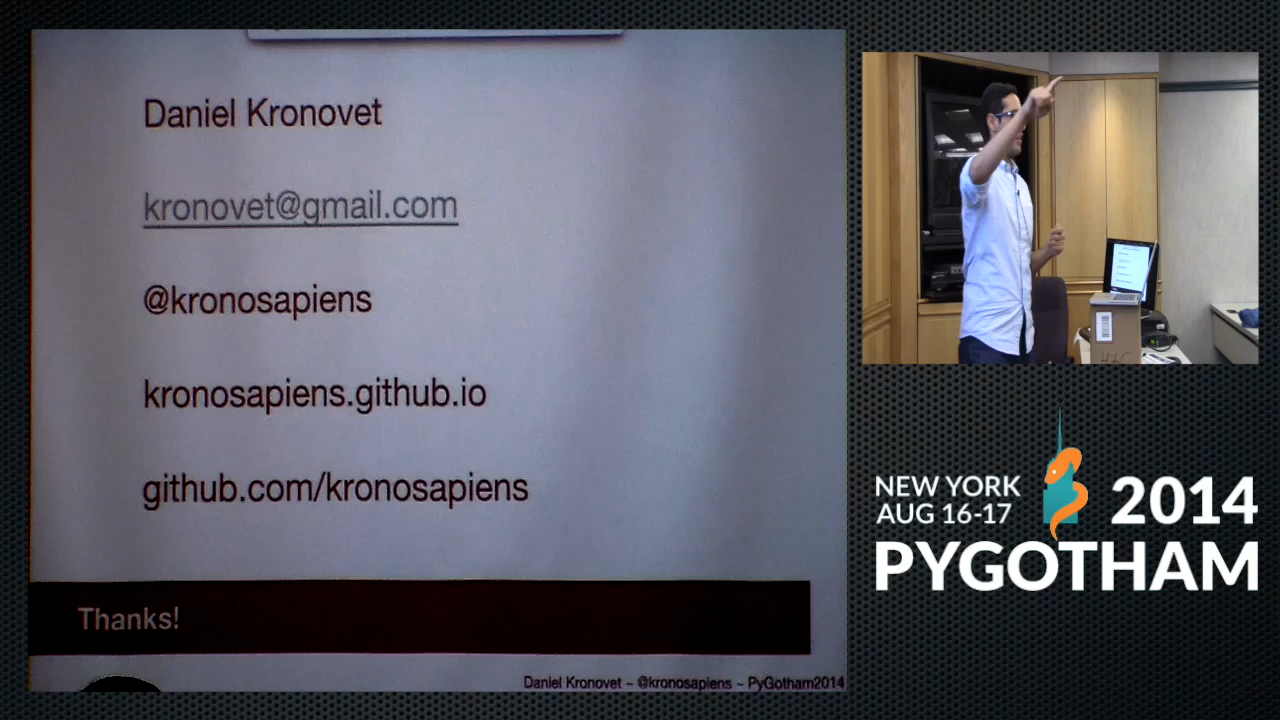 Daniel Kronovet
kronovet@gmail.com
@kronosapiens
kronosapiens.github.io
github.com/kronosapiens
Thanks!
Daniel Kronovet ~ @kronosapiens ~ PyGotham2014
NEW YORK
AUG 16-17
2014
PYGOTHAM